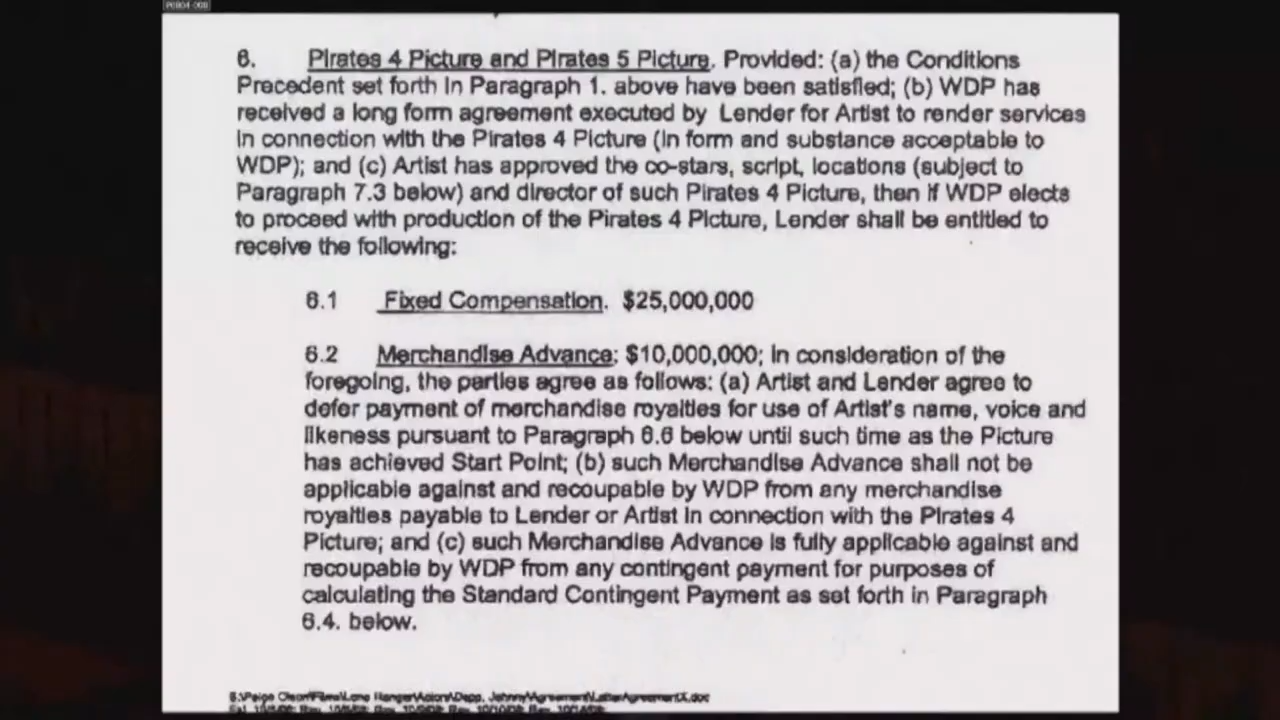 6. Pirates 4 Picture and Pirates 5 Picture. Provided: (a) the Conditions
Precedent set forth in Paragraph 1. above have been satisfied; (b) WDP has
received a long form agreement executed by Lender for Artist to render services
in connection with the Pirates 4 Picture (in form and substance acceptable to
WDP); and (c) Artist has approved the co-stars, script, locations (subject to
Paragraph 7.3 below) and director of such Pirates 4 Picture, then if WDP elects
to proceed with production of the Pirates 4 Picture, Lender shall be entitled to
receive the following:
6.1 Fixed Compensation. $25,000,000
6.2 Merchandise Advance: $10,000,000; in consideration of the
foregoing, the parties agree as follows: (a) Artist and Lender agree to
defer payment of merchandise royalties for use of Artist's name, voice and
likeness pursuant to Paragraph 6.6 below until such time as the Picture
has achieved Start Point; (b) such Merchandise Advance shall not be
applicable against and recoupable by WDP from any merchandise
royalties payable to Lender or Artist in connection with the Pirates 4
Picture; and (c) such Merchandise Advance is fully applicable against and
recoupable by WDP from any contingent payment for purposes of
calculating the Standard Contingent Payment as set forth in Paragraph
6.4. below.
S:\Paige Olson\Films\Lone Ranger\Actors\Depp, Johnny\Agreement\LetterAgreementX.doc